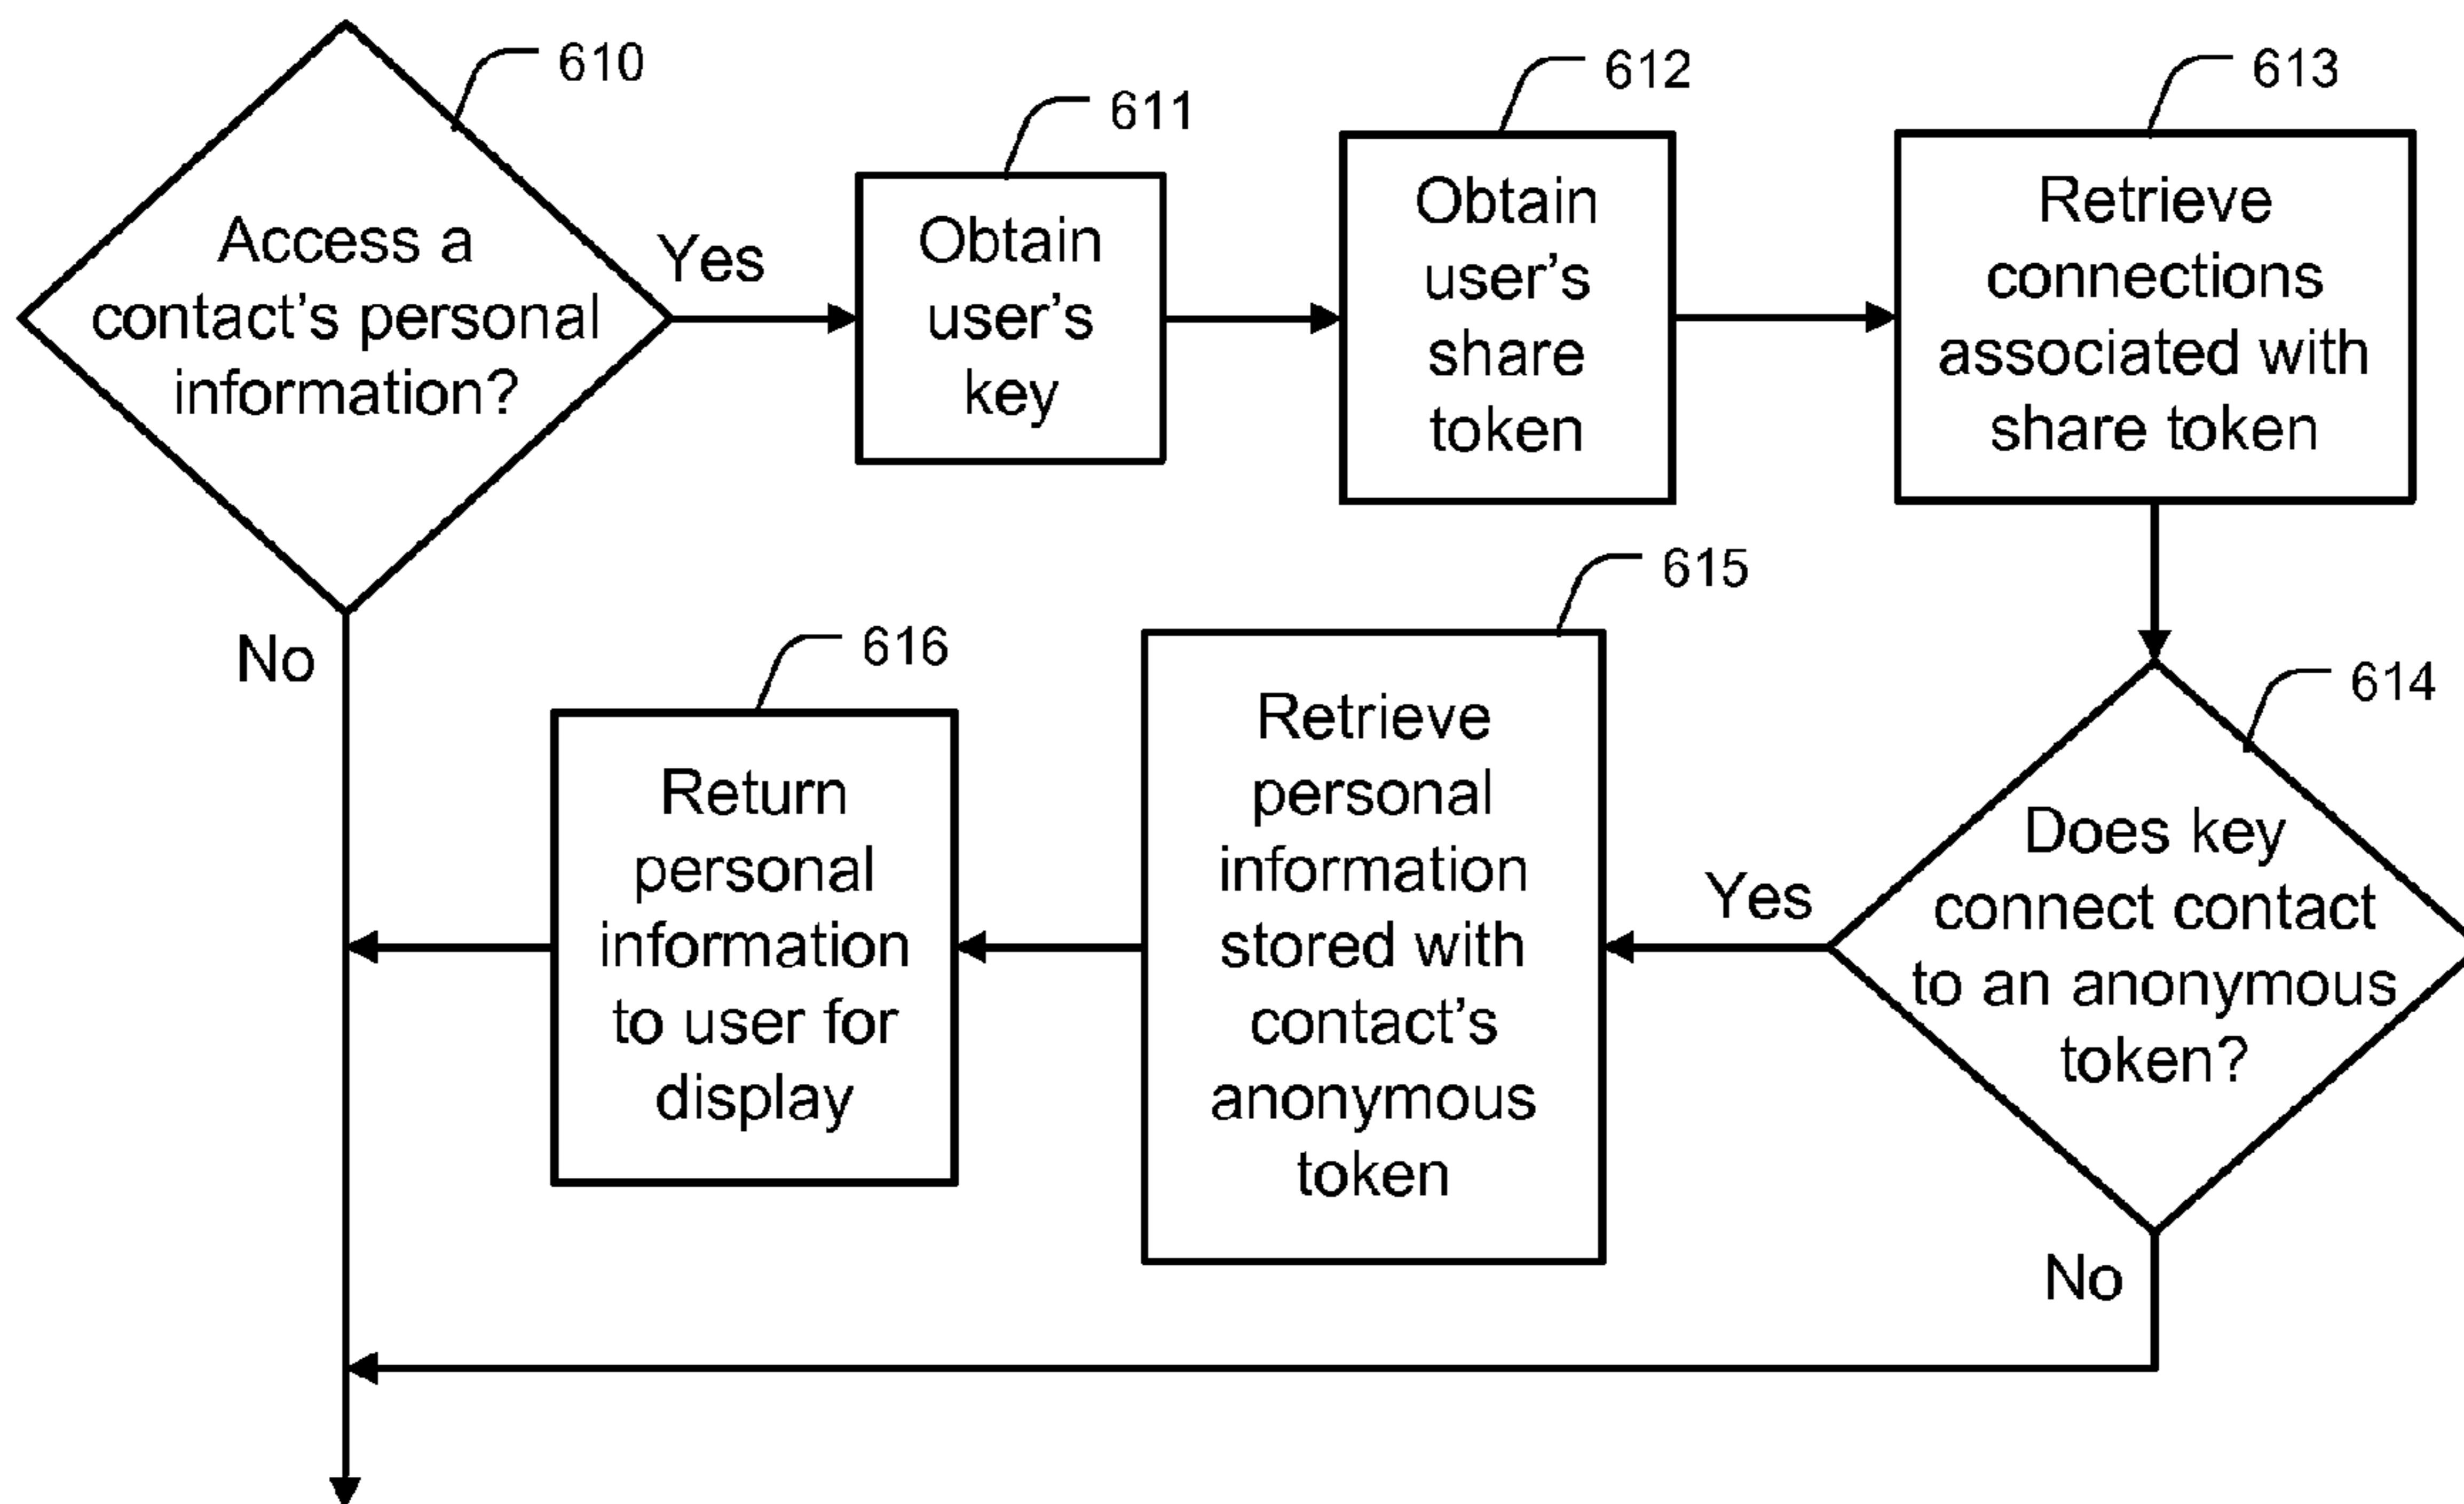 610
Access a
contact's personal
information?
Yes
No
611
Obtain
user's
key
612
Obtain
user's
share
token
613
Retrieve
connections
associated with
share token
614
Does key
connect contact
to an anonymous
token?
Yes
No
615
Retrieve
personal
information
stored with
contact's
anonymous
token
616
Return
personal
information
to user for
display